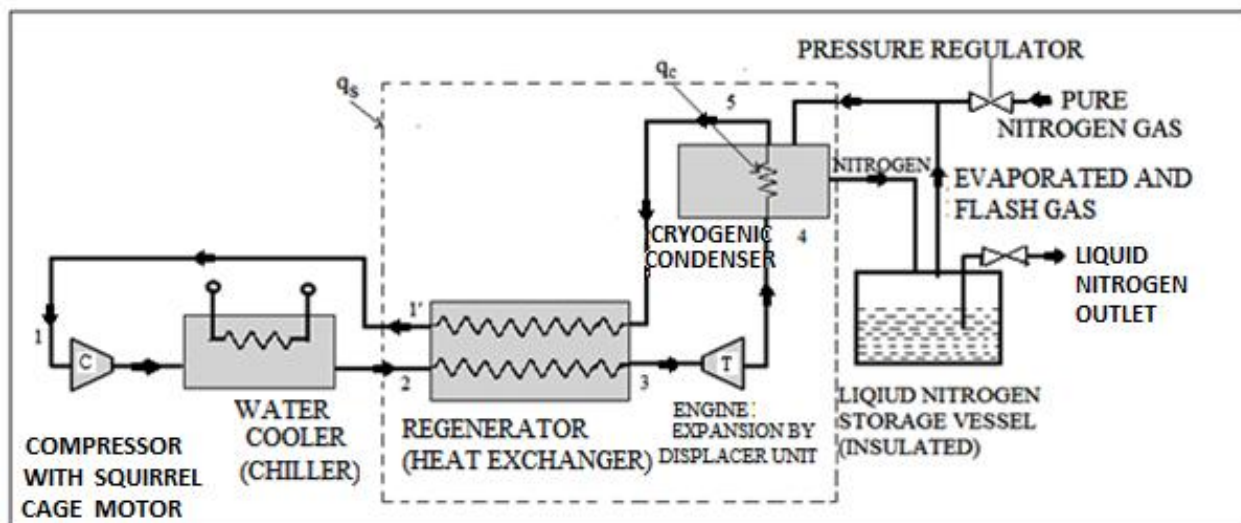 PRESSURE REGULATOR
qs
qc
5
PURE
NITROGEN GAS
NITROGEN
EVAPORATED AND
FLASH GAS
CRYOGENIC
CONDENSER
4
LIQUID
NITROGEN
OUTLET
1
C
1'
2
3
T
WATER
COOLER
(CHILLER)
REGENERATOR
(HEAT EXCHANGER)
ENGINE:
EXPANSION BY
DISPLACER UNIT
LIQIUD NITROGEN
STORAGE VESSEL
(INSULATED)
COMPRESSOR
WITH SQUIRREL
CAGE MOTOR